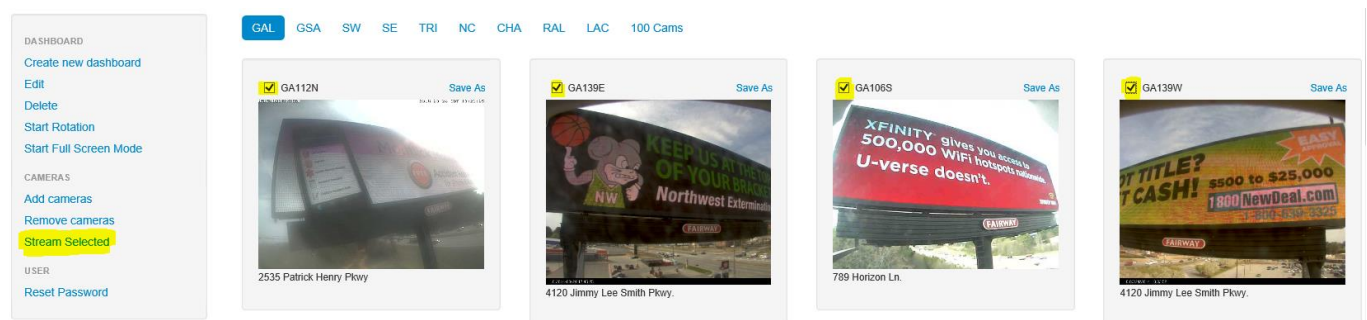 GAL GSA SW SE TRI NC CHA RAL LAC 100 Cams
DASHBOARD
Create new dashboard
Edit
Delete
Start Rotation
Start Full Screen Mode
CAMERAS
Add cameras
Remove cameras
Stream Selected
USER
Reset Password
GA112N Save As
FAIRWAY
2535 Patrick Henry Pkwy
GA139E Save As
KEEP US AT THE
OF YOUR
NW
Northwest
FAIRWAY
4120 Jimmy Lee Smith Pkwy.
GA106S Save As
XFINITY gives you access to
500,000 WiFi hotspots nationwide.
U-verse doesn't.
FAIRWAY
789 Horizon Ln.
GA139W Save As
EASY
TITLE?
CASH!
$500 to $25,000
1 800 NewDeal.com
FAIRWAY
4120 Jimmy Lee Smith Pkwy.